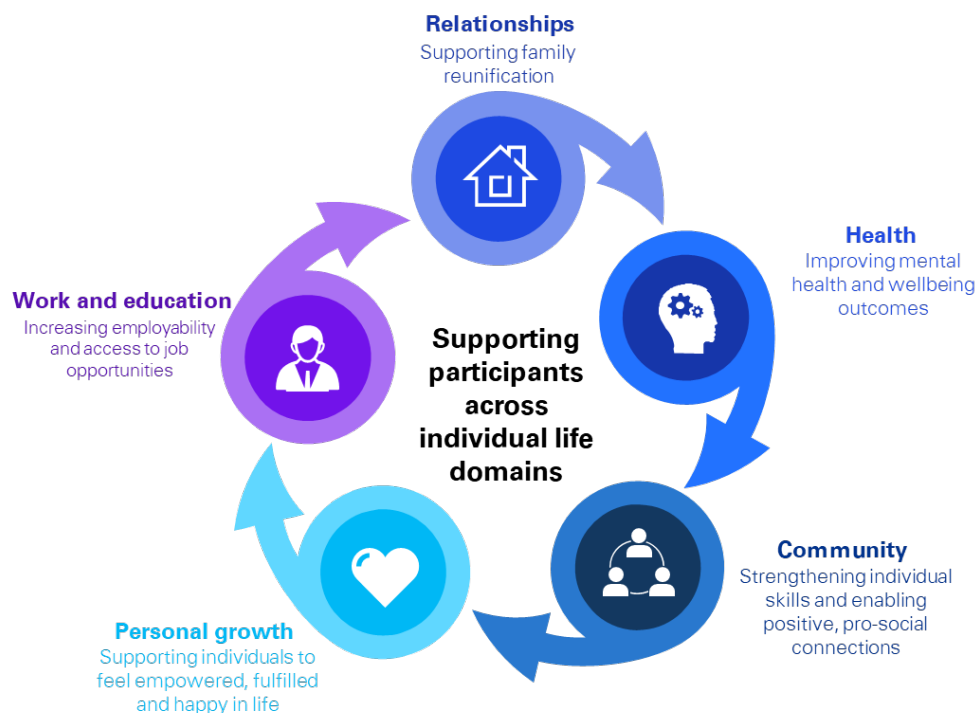 Relationships
Supporting family
reunification
Health
Improving mental
health and wellbeing
outcomes
Work and education
Increasing employability
and access to job
opportunities
Supporting
participants
across
individual life
domains
Community
Strengthening individual
skills and enabling
positive, pro-social
connections
Personal growth
Supporting individuals to
feel empowered, fulfilled
and happy in life